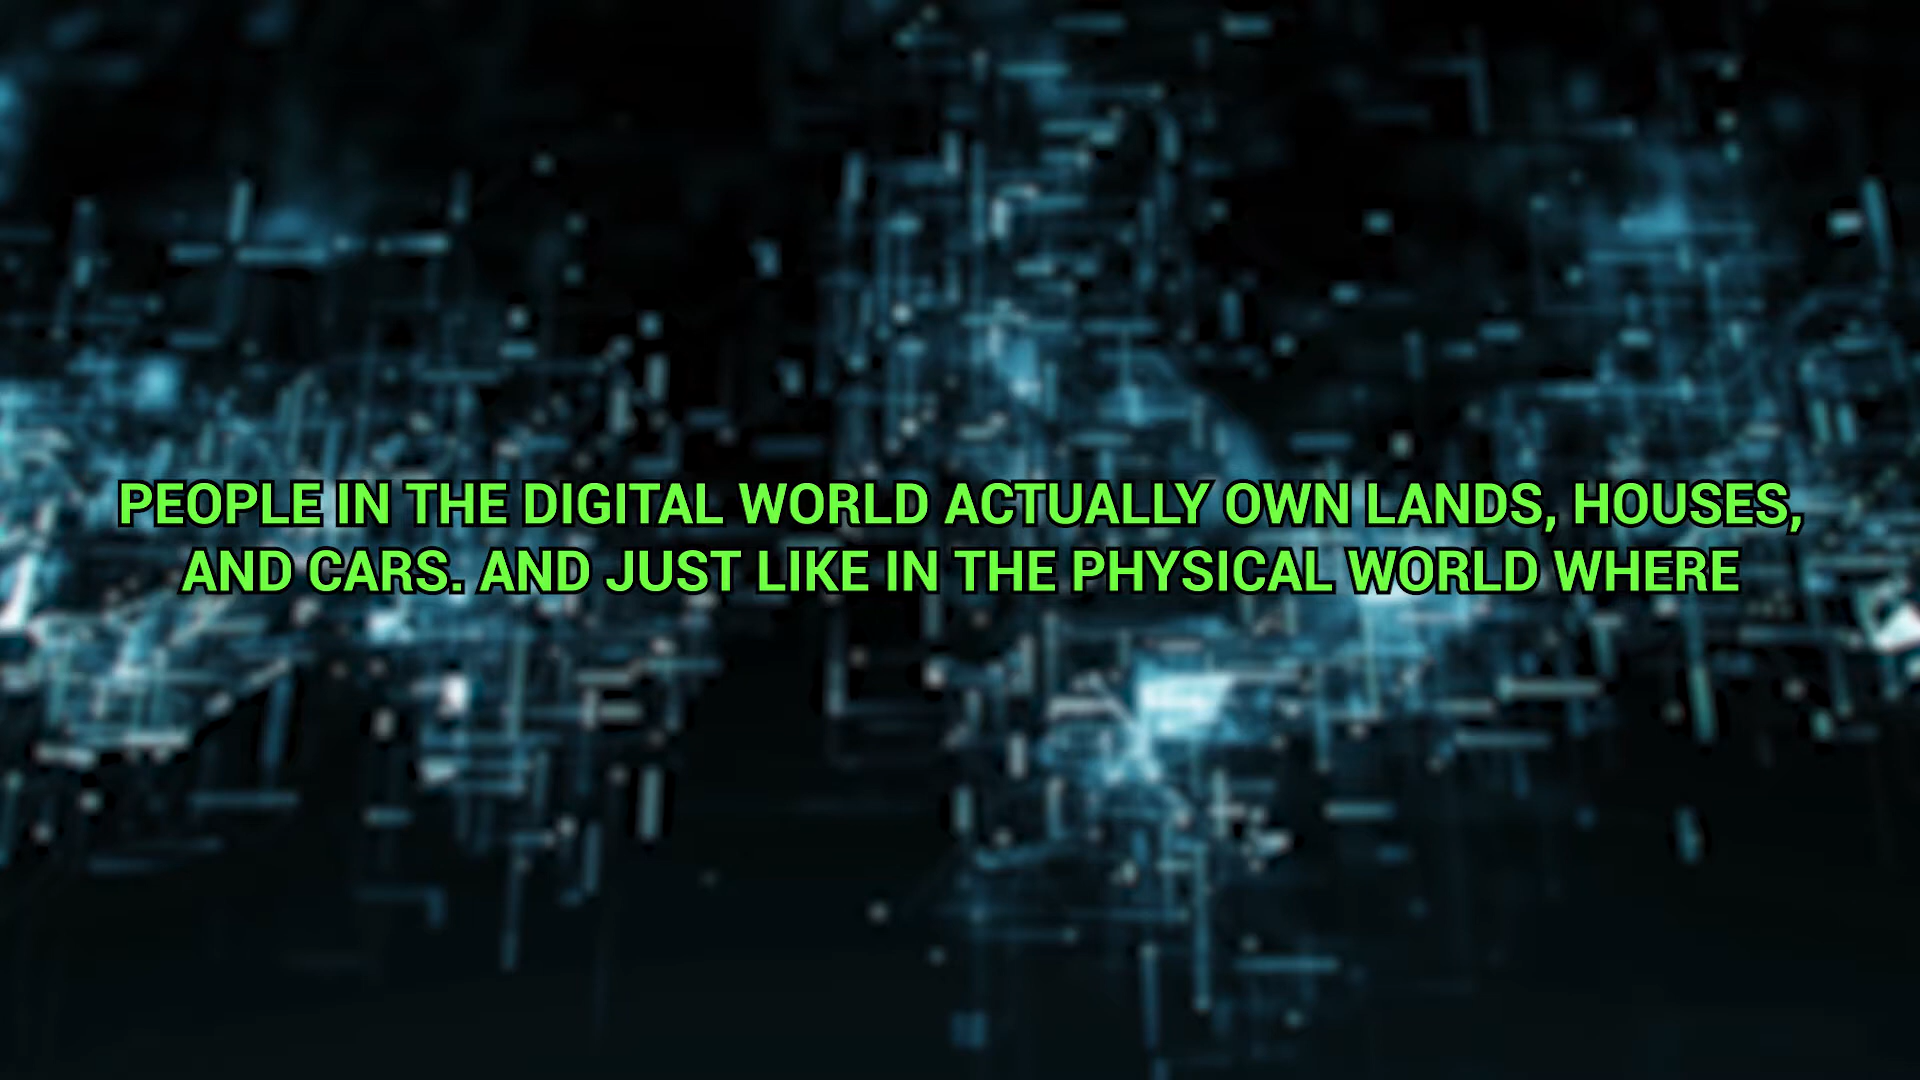 PEOPLE IN THE DIGITAL WORLD ACTUALLY OWN LANDS, HOUSES,
AND CARS. AND JUST LIKE IN THE PHYSICAL WORLD WHERE